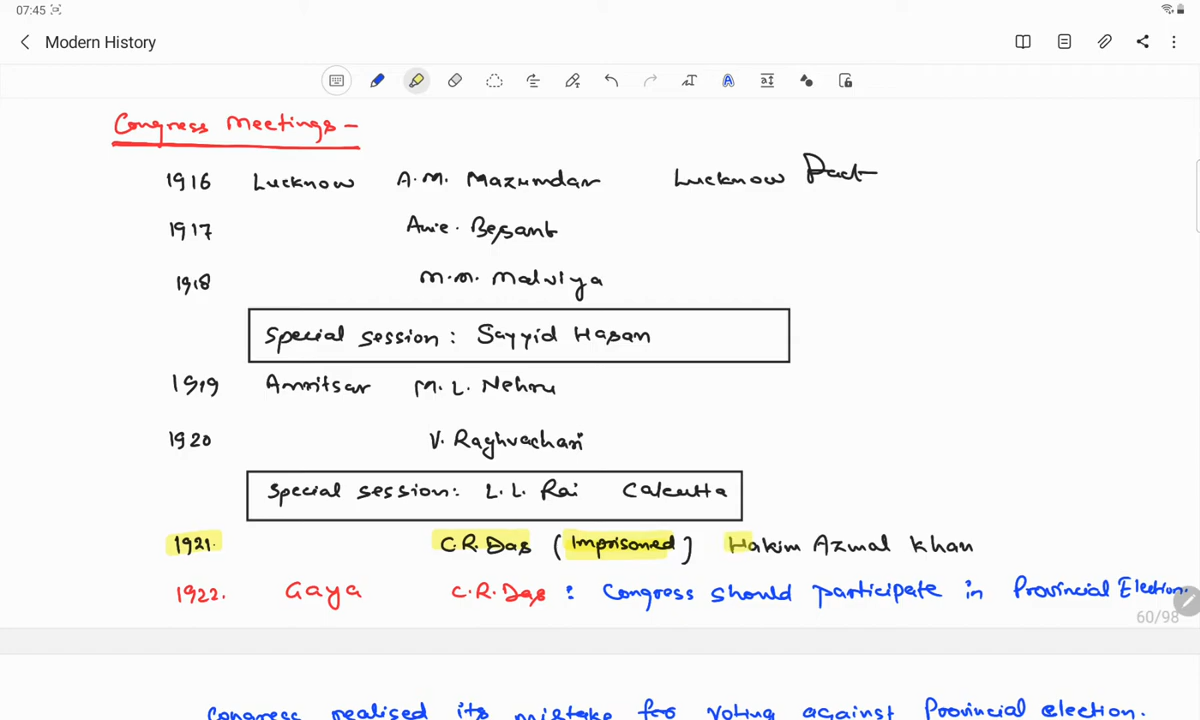 07:45
Modern History
Congress Meetings -
1916 Lucknow A.M. Mazumdar Lucknow Pact
1917 Annie Besant
1918 M.M. Malviya
Special session: Sayyid Hasan
1919 Amritsar M.L. Nehru
1920 V. Raghvachari
Special session: L.L. Rai Calcutta
1921. C.R. Das (Imprisoned) Hakim Azmal Khan
1922. Gaya C.R. Das: Congress should participate in Provincial Election.
60/98
Congress realised its mistake for voting against Provincial election.